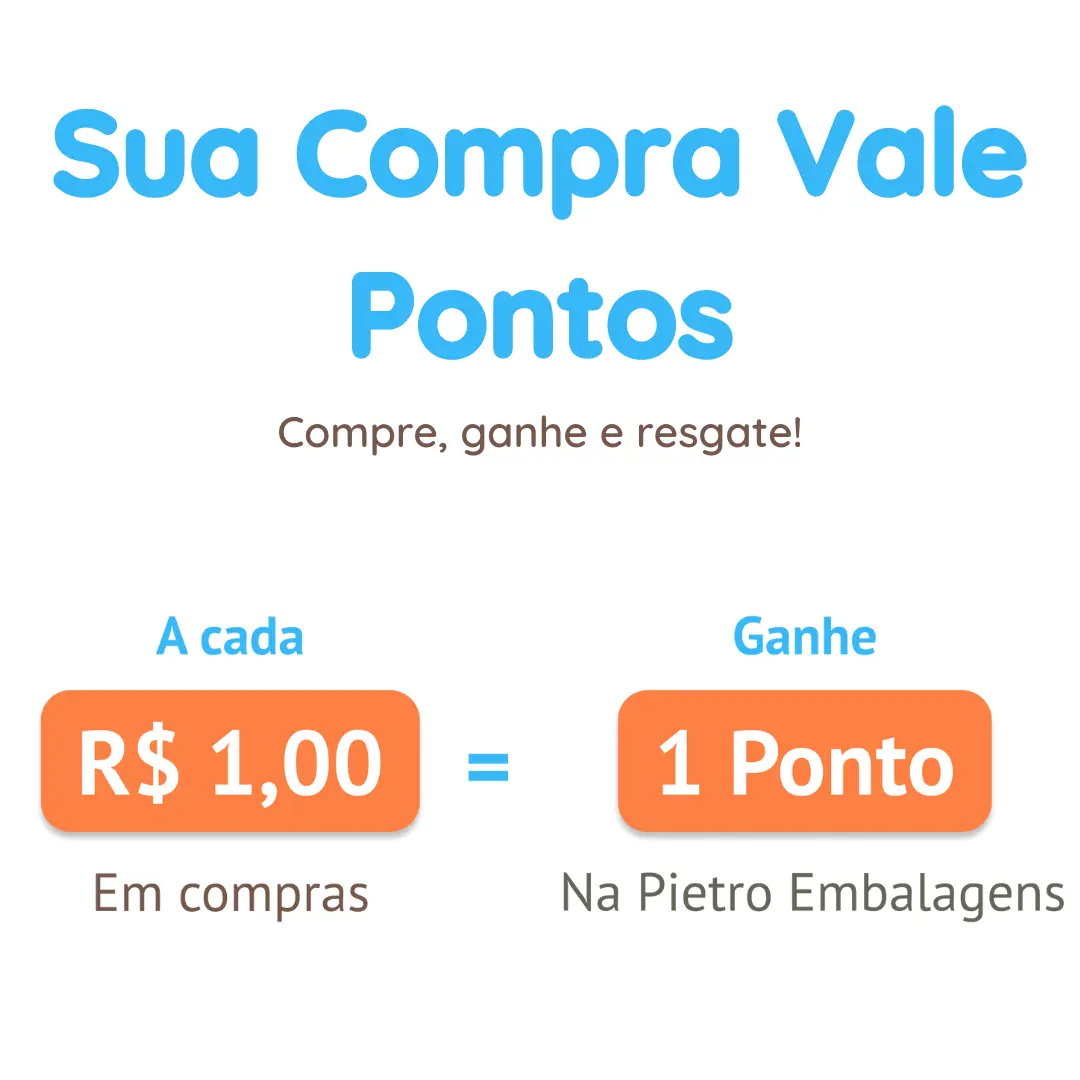 Sua Compra Vale
Pontos
Compre, ganhe e resgate!
A cada
R$ 1,00
Em compras
=
Ganhe
1 Ponto
Na Pietro Embalagens